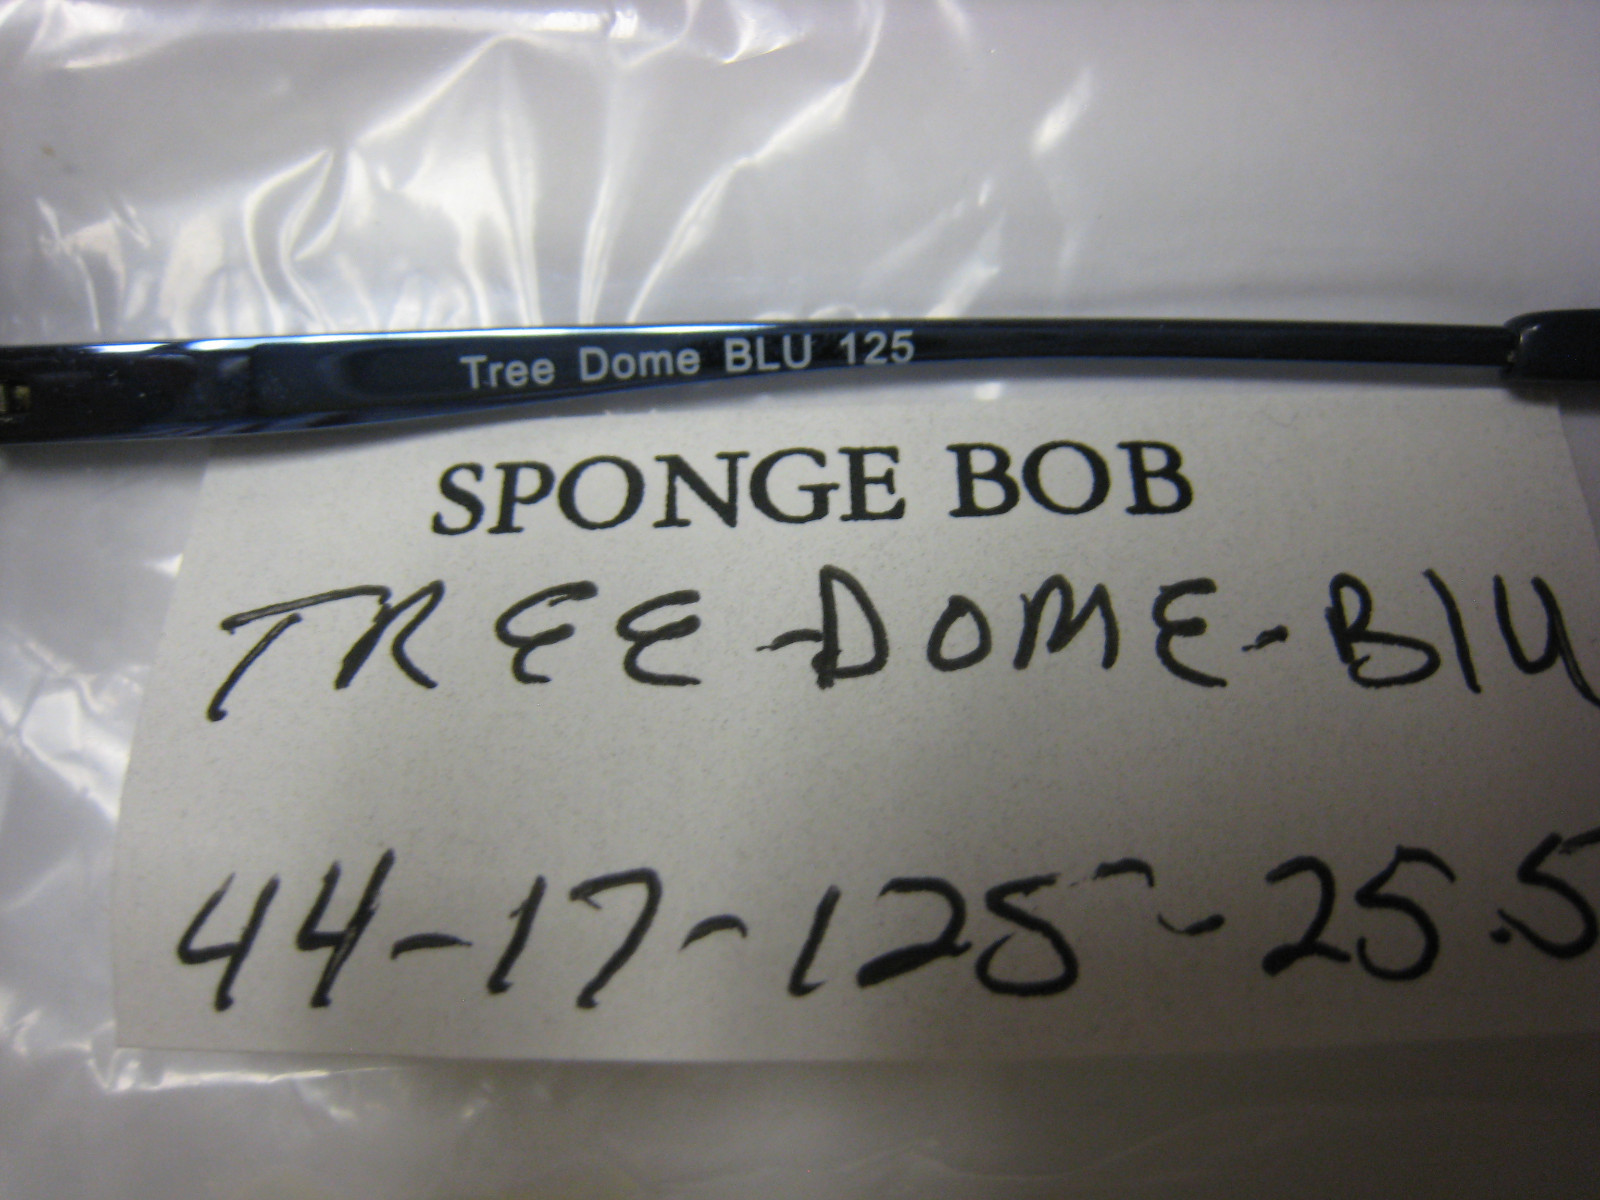 Tree Dome BLU 125
SPONGE BOB
TREE-DOME-BlU
44-17-125-25.5